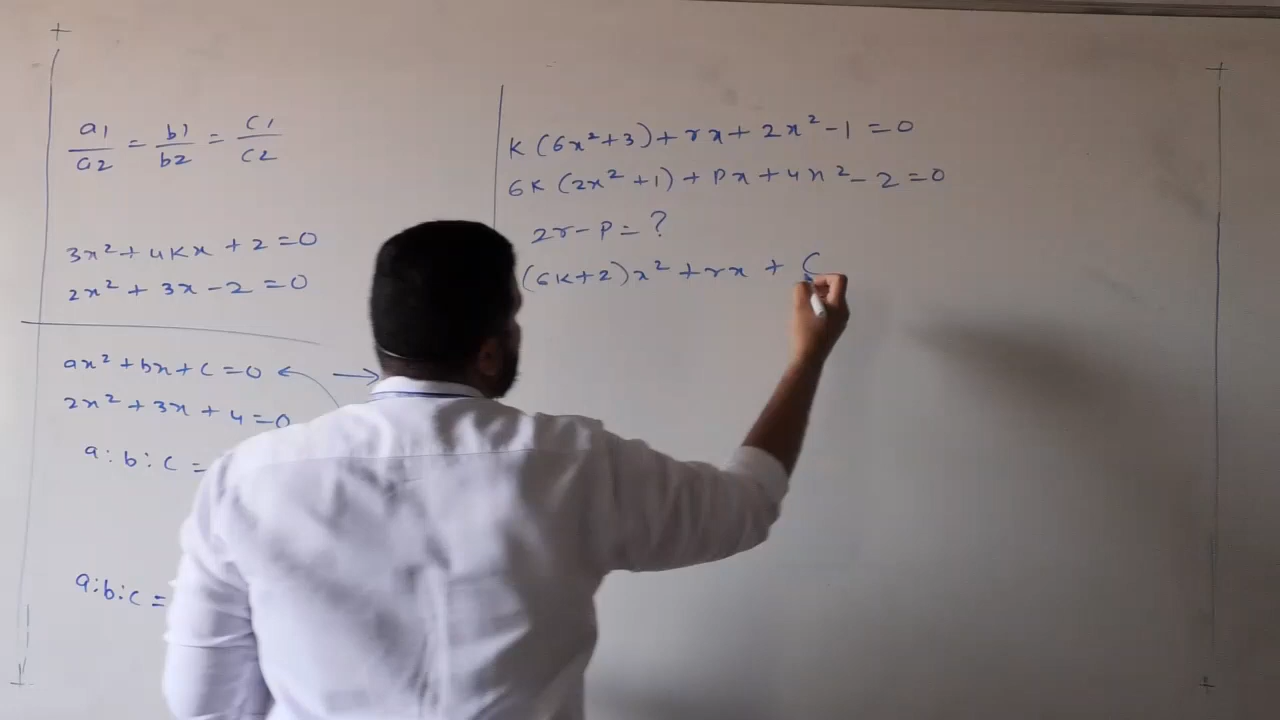 a1/a2 = b1/b2 = c1/c2
3x² + 4kx + 2 = 0
2x² + 3x - 2 = 0
ax² + bx + c = 0 ← →
2x² + 3x + 4 = 0
a : b : c =
a:b:c =
K(6x²+3) + rx + 2x² - 1 = 0
6K(2x² + 1) + Px + 4x² - 2 = 0
2r - P = ?
(6K+2)x² + rx + (